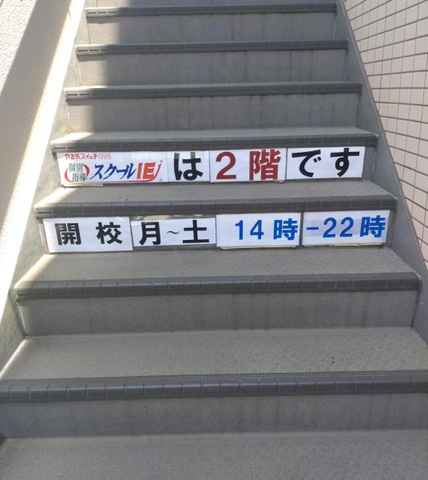 やる気スイッチの
個別指導 スクールIE は2階です
開校 月～土 14時-22時